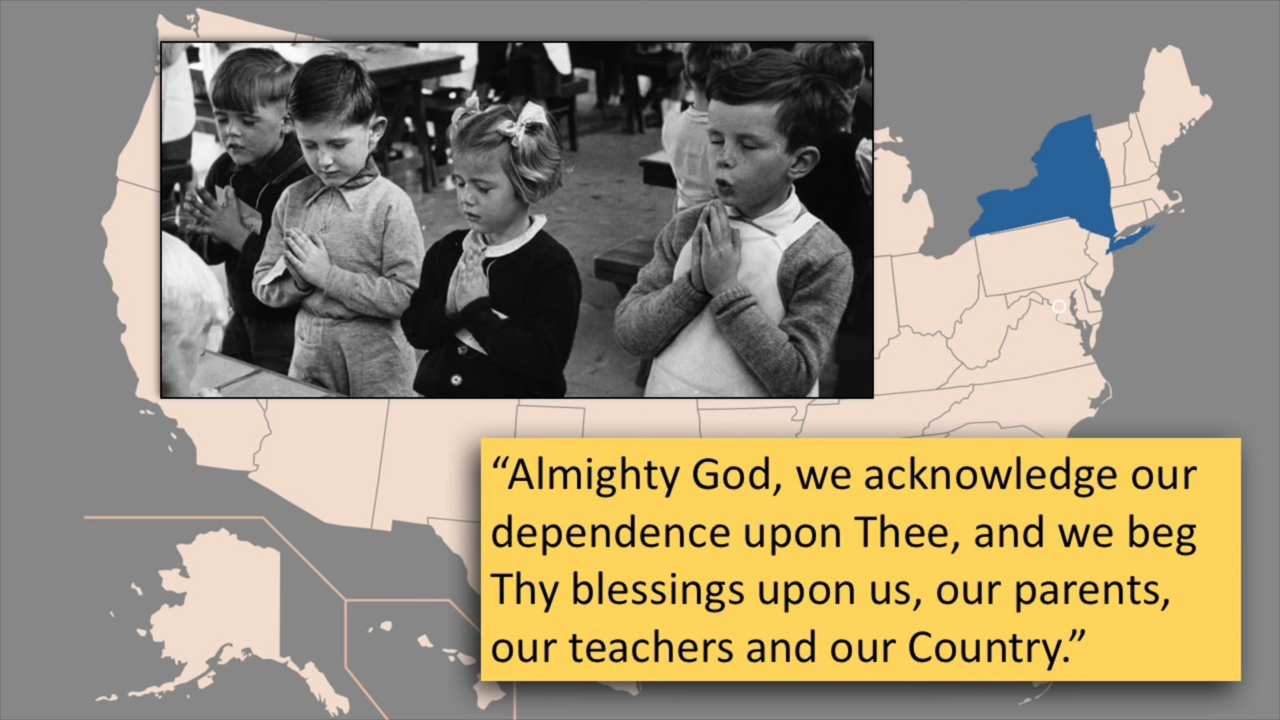 “Almighty God, we acknowledge our
dependence upon Thee, and we beg
Thy blessings upon us, our parents,
our teachers and our Country.”